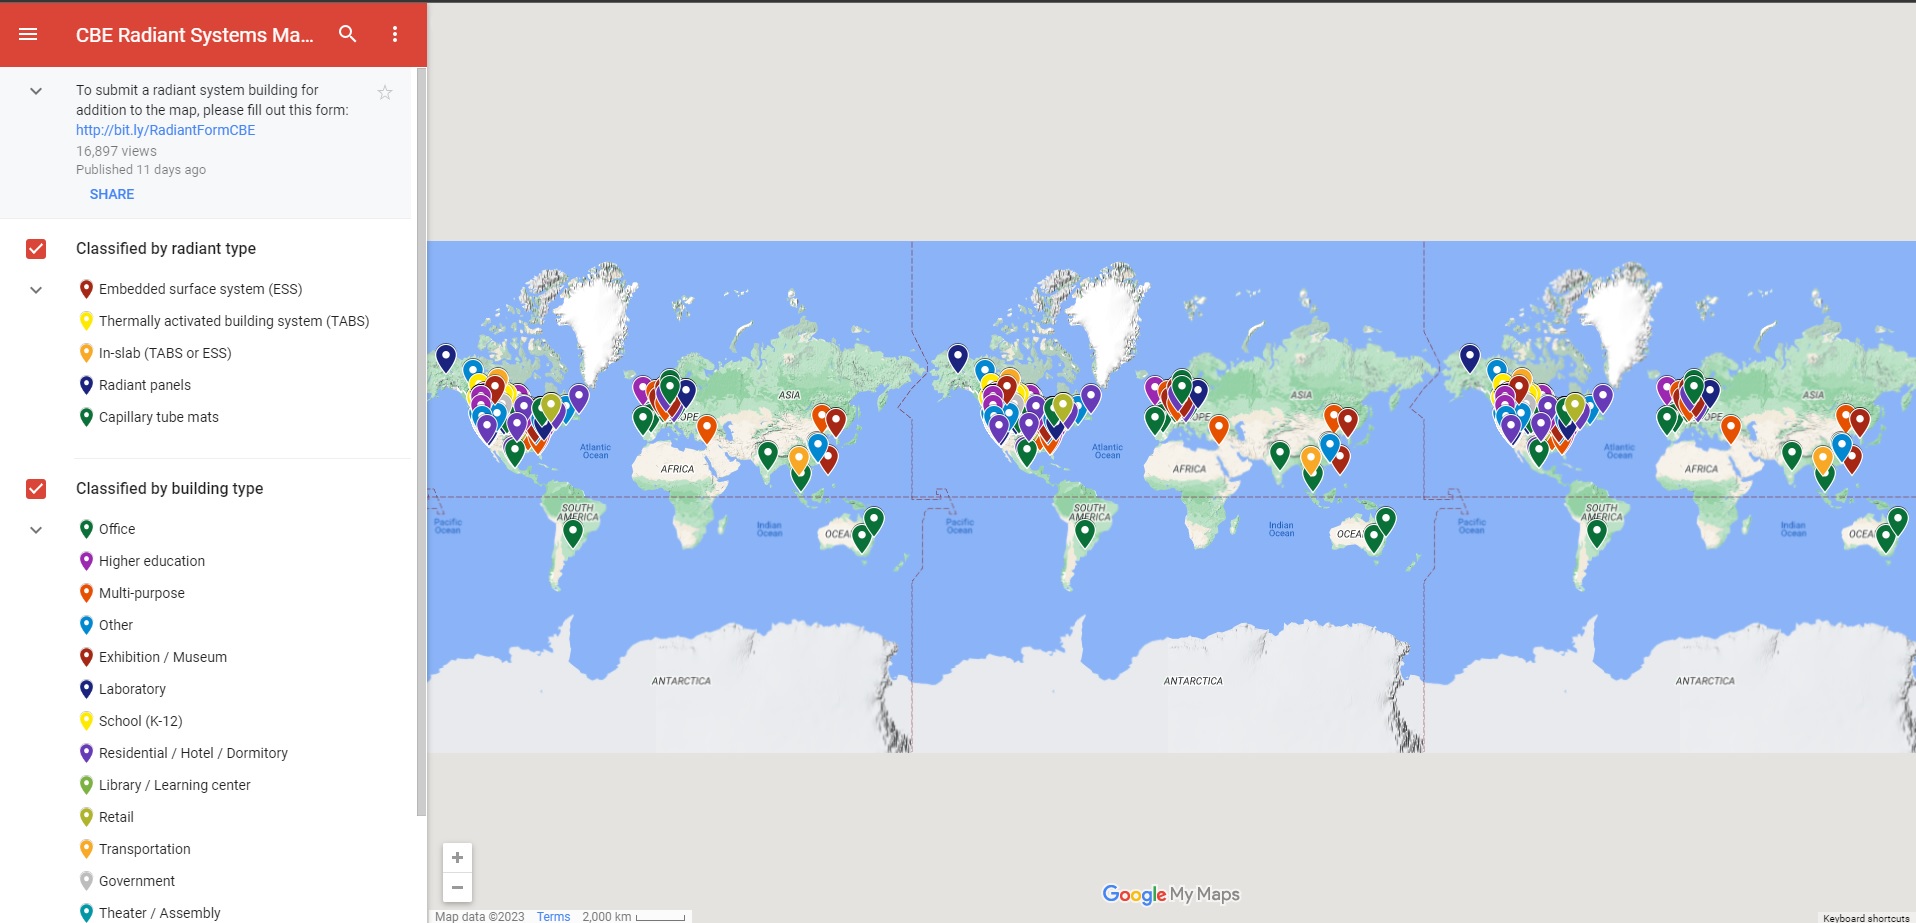 CBE Radiant Systems Ma...
To submit a radiant system building for
addition to the map, please fill out this form:
http://bit.ly/RadiantFormCBE
16,897 views
Published 11 days ago
SHARE
Classified by radiant type
Embedded surface system (ESS)
Thermally activated building system (TABS)
In-slab (TABS or ESS)
Radiant panels
Capillary tube mats
Classified by building type
Office
Higher education
Multi-purpose
Other
Exhibition / Museum
Laboratory
School (K-12)
Residential / Hotel / Dormitory
Library / Learning center
Retail
Transportation
Government
Theater / Assembly
ASIA
OPE
Atlantic
Ocean
AFRICA
SOUTH
AMERICA
Pacific
Ocean
Indian
Ocean
OCEA
ANTARCTICA
ASIA
OPE
Atlantic
Ocean
AFRICA
SOUTH
AMERICA
Pacific
Ocean
Indian
Ocean
OCEA
ANTARCTICA
ASIA
OPE
Atlantic
Ocean
AFRICA
SOUTH
AMERICA
Pacific
Ocean
Indian
Ocean
OCEA
ANTARCTICA
Google My Maps
Map data ©2023 Terms 2,000 km
Keyboard shortcuts